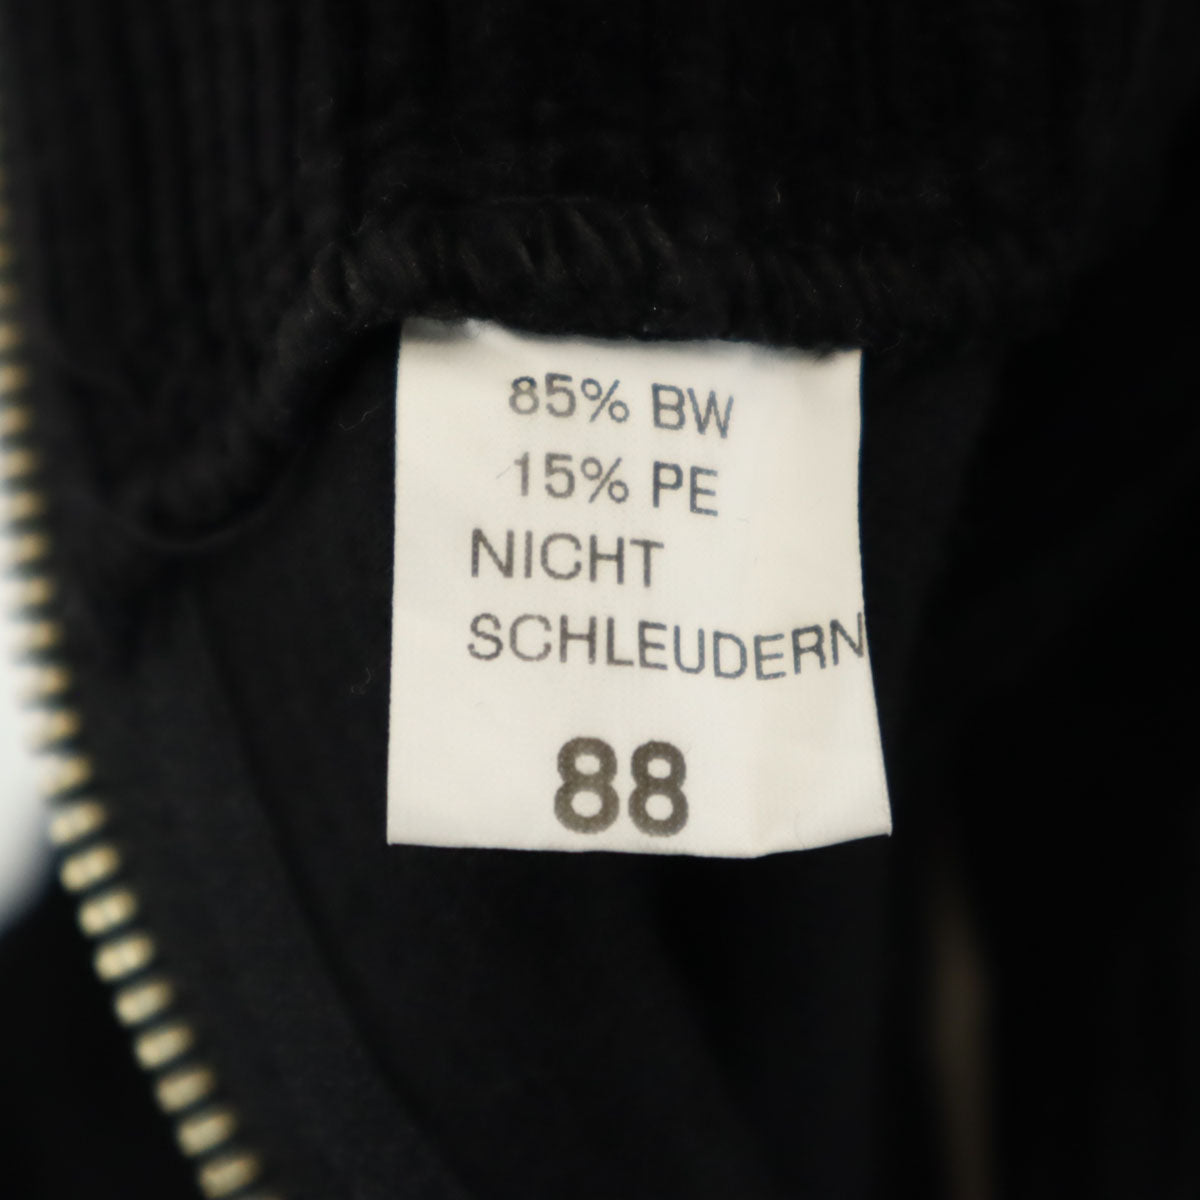 85% BW
15% PE
NICHT
SCHLEUDERN
88